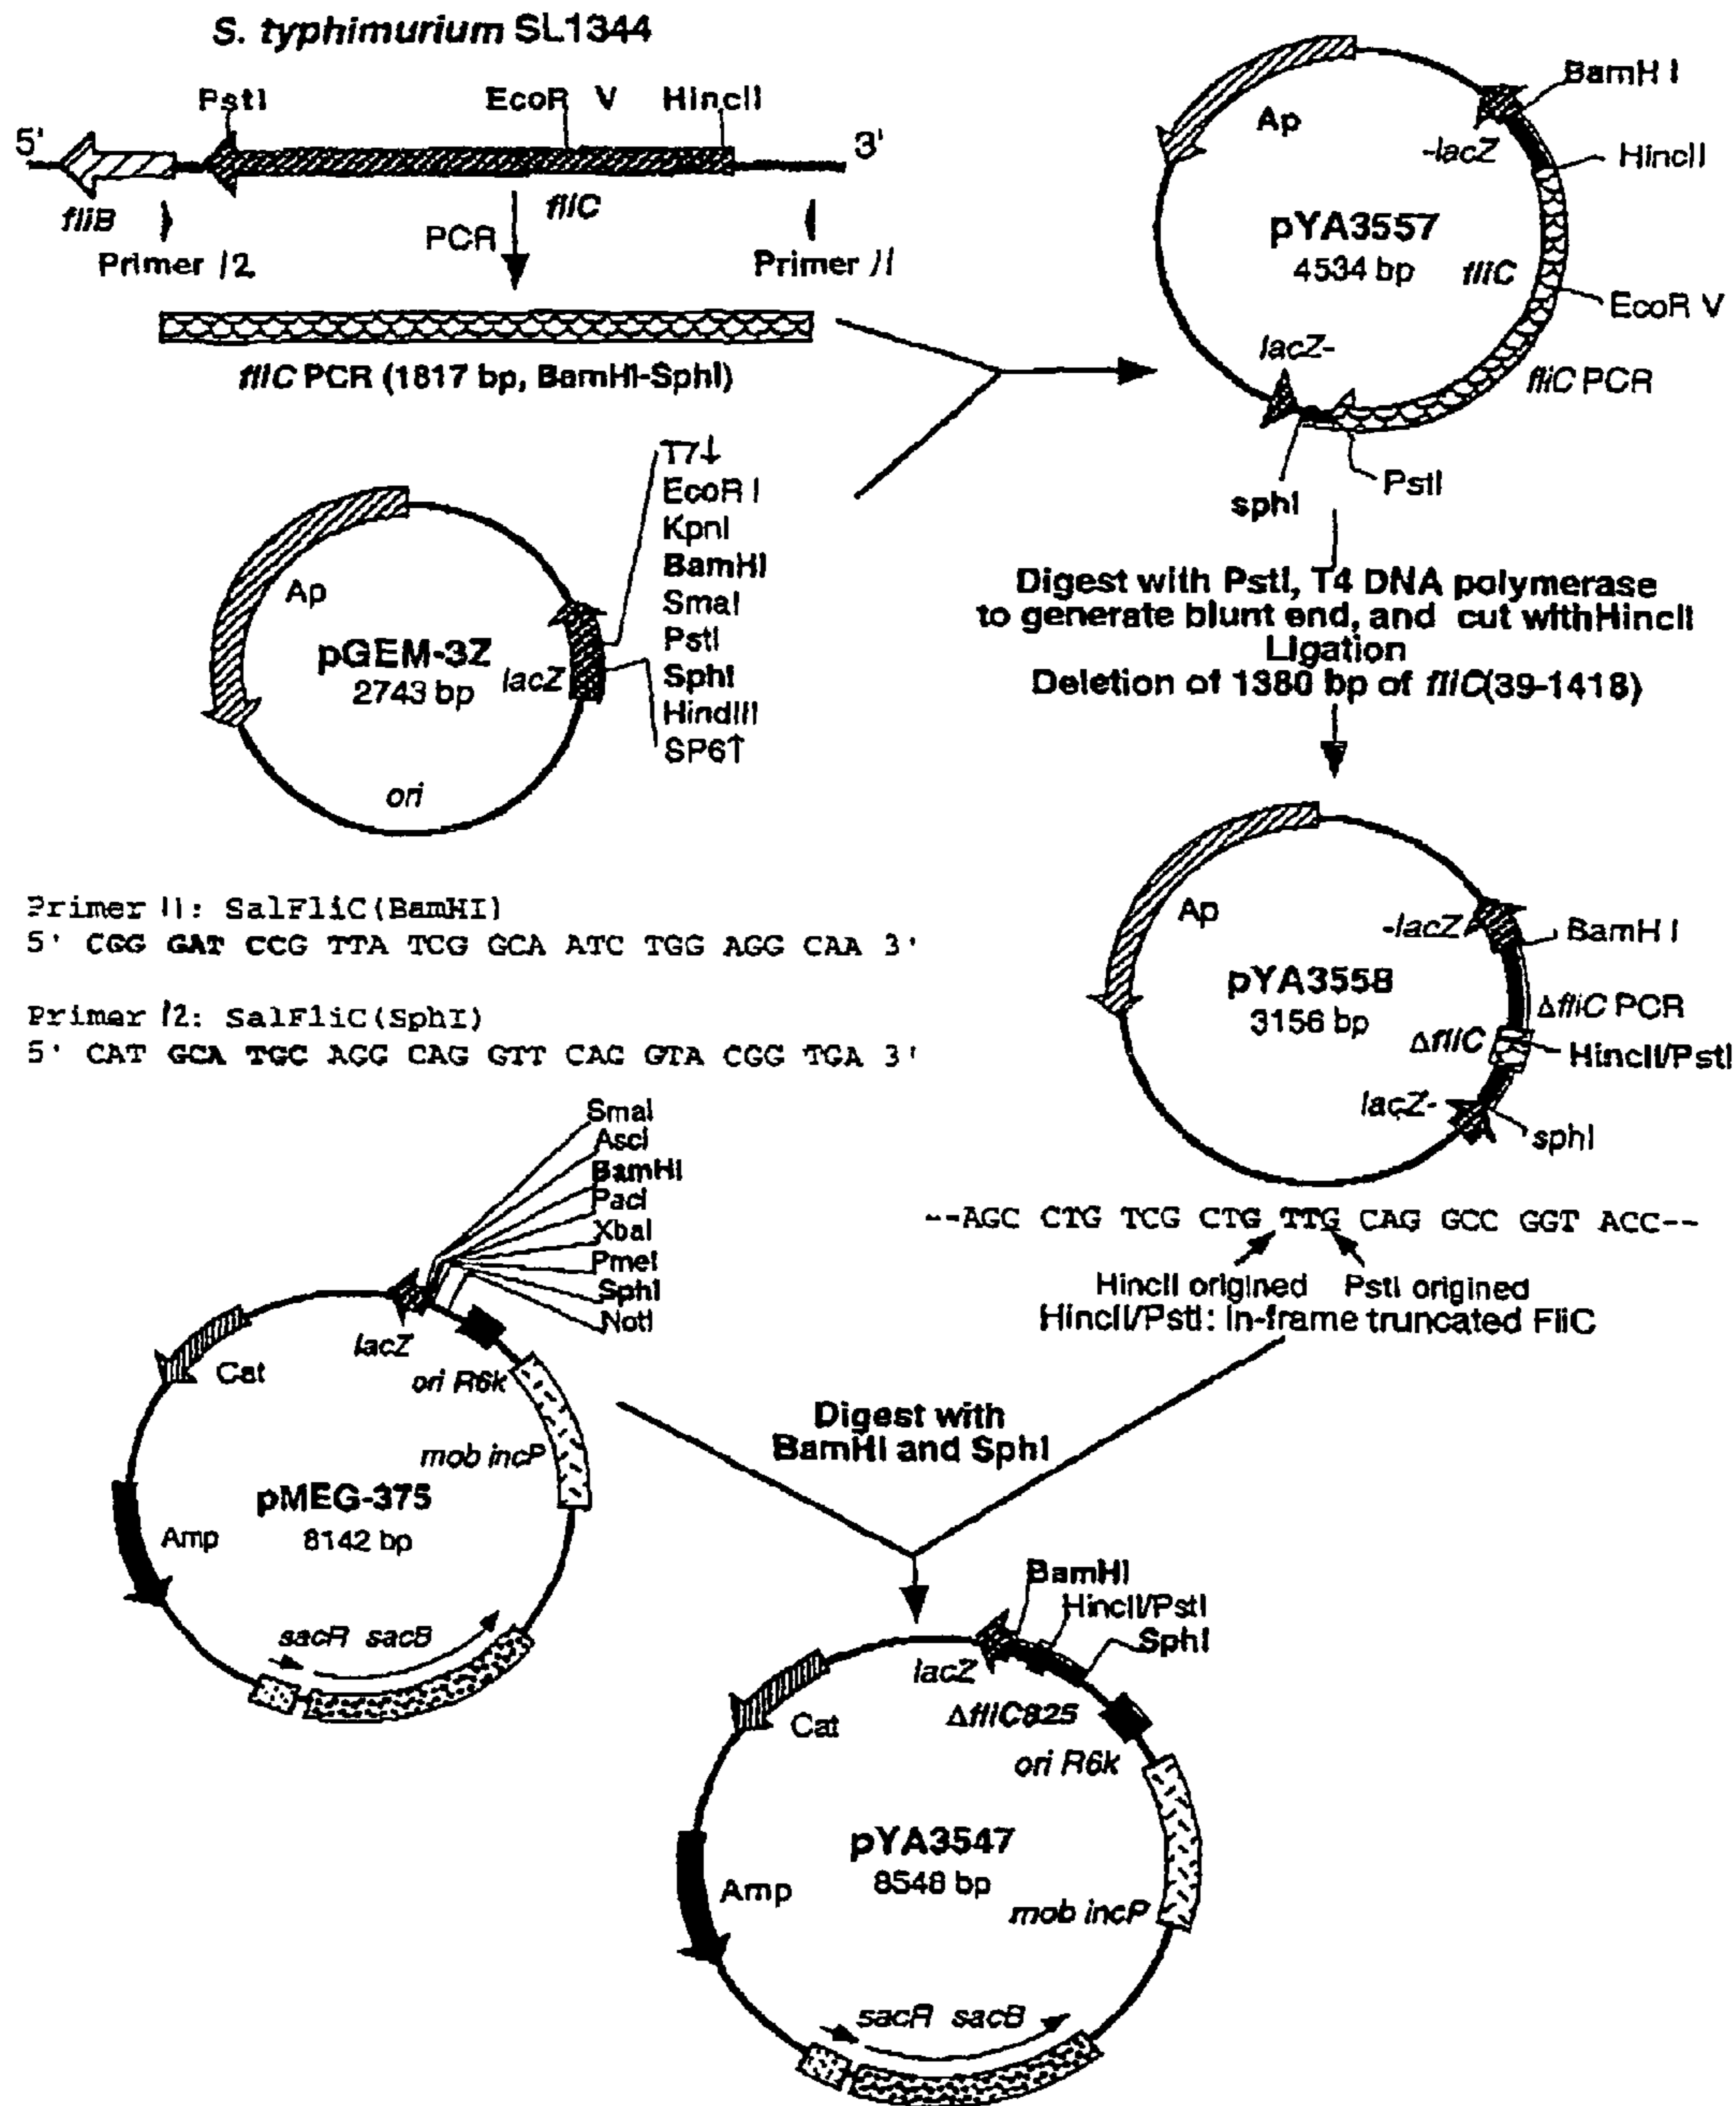 S. typhimurium SL1344
PstI
EcoR V
HincII
5'
3'
fliB
fliC
Primer 12
PCR
Primer 11
fliC PCR (1817 bp, BamHI-SphI)
BamH I
Ap
-lacZ
HincII
pYA3557
4534 bp
fliC
EcoR V
lacZ-
fliC PCR
PstI
sphI
T7↓
EcoR I
KpnI
BamHI
SmaI
PstI
SphI
HindIII
SP6↑
Ap
pGEM-3Z
2743 bp
lacZ
ori
Digest with PstI, T4 DNA polymerase
to generate blunt end, and cut withHincII
Ligation
Deletion of 1380 bp of fliC(39-1418)
Primer 11: SalFliC(BamHI)
5' CGG GAT CCG TTA TCG GCA ATC TGG AGG CAA 3'
Primer 12: SalFliC(SphI)
5' CAT GCA TGC AGG CAG GTT CAG GTA CGG TGA 3'
Ap
-lacZ
BamH I
pYA3558
3156 bp
ΔfliC PCR
ΔfliC
HincII/PstI
lacZ-
sphI
--AGC CTG TCG CTG TTG CAG GCC GGT ACC--
HincII origined
PstI origined
HincII/PstI: In-frame truncated FliC
SmaI
AscI
BamHI
PacI
XbaI
PmeI
SphI
NotI
lacZ
Cat
ori R6k
mob incP
pMEG-375
8142 bp
Amp
sacR sacB
Digest with
BamHI and SphI
BamHI
HincII/PstI
SphI
lacZ
ΔfliC825
Cat
ori R6k
pYA3547
8548 bp
Amp
mob incP
sacR sacB